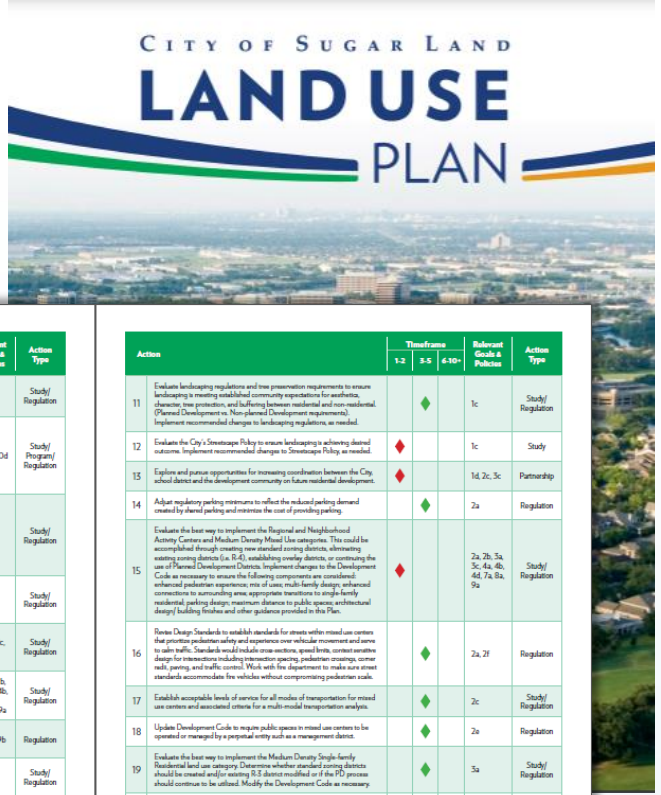 CITY OF SUGAR LAND
LAND USE
PLAN
nt
&
es
Action
Type
Study/
Regulation
0d
Study/
Program/
Regulation
Study/
Regulation
Study/
Regulation
c,
Study/
Regulation
b,
4b,
9a
Study/
Regulation
9b
Regulation
Study/
Regulation
Action
Timeframe
1-2
3-5
6-10+
Relevant
Goals &
Policies
Action
Type
11
Evaluate landscaping regulations and tree preservation requirements to ensure
landscaping is meeting established community expectations for aesthetics,
character, tree protection, and buffering between residential and non-residential.
(Planned Development vs. Non-planned Development requirements).
Implement recommended changes to landscaping regulations, as needed.
1c
Study/
Regulation
12
Evaluate the City's Streetscape Policy to ensure landscaping is achieving desired
outcome. Implement recommended changes to Streetscape Policy, as needed.
1c
Study
13
Explore and pursue opportunities for increasing coordination between the City,
school district and the development community on future residential development.
1d, 2c, 3c
Partnership
14
Adjust regulatory parking minimums to reflect the reduced parking demand
created by shared parking and minimize the cost of providing parking.
2a
Regulation
15
Evaluate the best way to implement the Regional and Neighborhood
Activity Centers and Medium Density Mixed Use categories. This could be
accomplished through creating new standard zoning districts, eliminating
existing zoning districts (i.e. R-4), establishing overlay districts, or continuing the
use of Planned Development Districts. Implement changes to the Development
Code as necessary to ensure the following components are considered:
enhanced pedestrian experience; mix of uses; multi-family design; enhanced
connections to surrounding area; appropriate transitions to single-family
residential; parking design; maximum distance to public spaces; architectural
design/ building finishes and other guidance provided in this Plan.
2a, 2b, 3a,
3c, 4a, 4b,
4d, 7a, 8a,
9a
Study/
Regulation
16
Revise Design Standards to establish standards for streets within mixed use centers
that prioritize pedestrian safety and experience over vehicular movement and serve
to calm traffic. Standards would include cross-sections, speed limits, context sensitive
design for intersections including intersection spacing, pedestrian crossings, corner
radii, paving, and traffic control. Work with fire department to make sure street
standards accommodate fire vehicles without compromising pedestrian scale.
2a, 2f
Regulation
17
Establish acceptable levels of service for all modes of transportation for mixed
use centers and associated criteria for a multi-modal transportation analysis.
2c
Study/
Regulation
18
Update Development Code to require public spaces in mixed use centers to be
operated or managed by a perpetual entity such as a management district.
2e
Regulation
19
Evaluate the best way to implement the Medium Density Single-family
Residential land use category. Determine whether standard zoning districts
should be created and/or existing R-3 district modified or if the PD process
should continue to be utilized. Modify the Development Code as necessary.
3a
Study/
Regulation